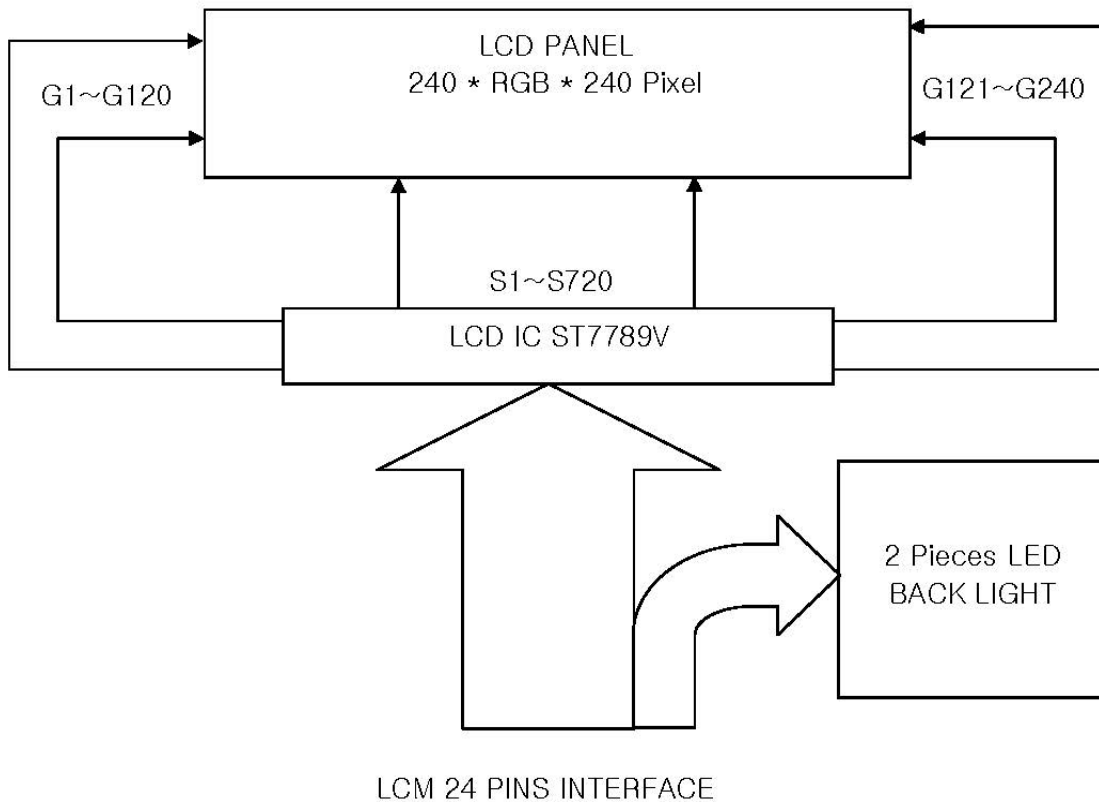 LCD PANEL
240 * RGB * 240 Pixel
G1~G120
G121~G240
S1~S720
LCD IC ST7789V
2 Pieces LED
BACK LIGHT
LCM 24 PINS INTERFACE